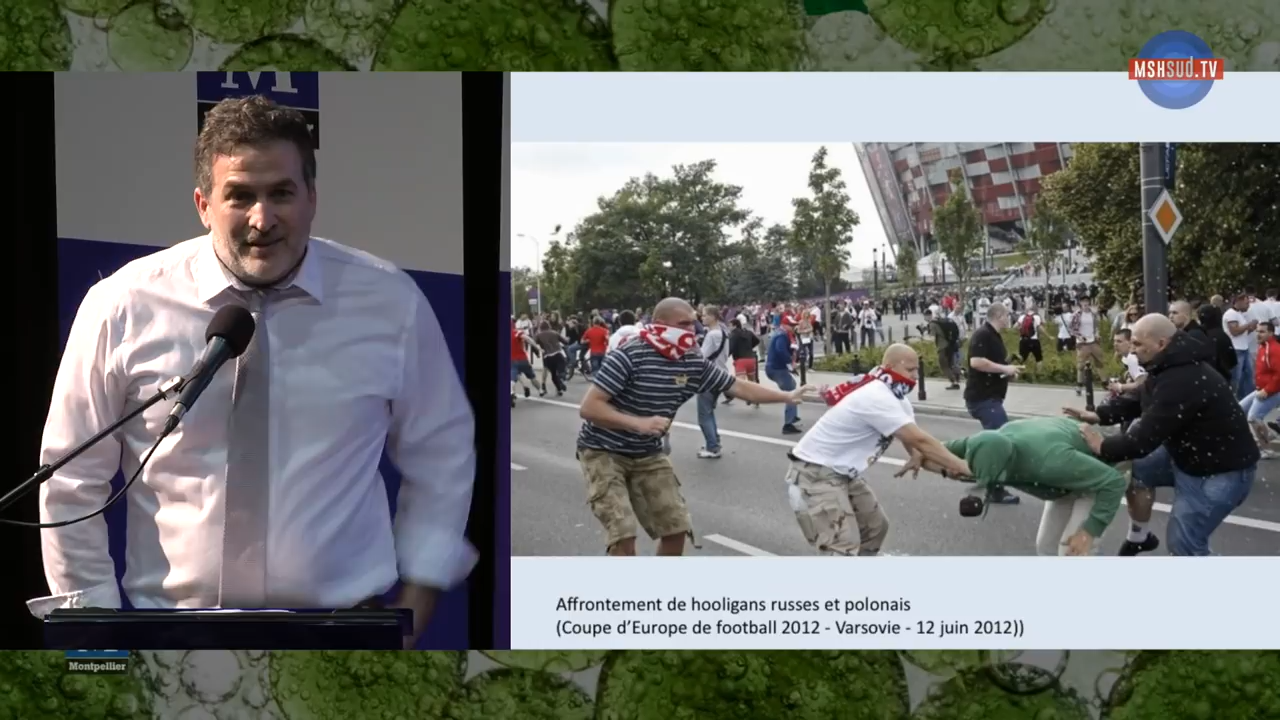 MSHSUD.TV
M
Affrontement de hooligans russes et polonais
(Coupe d'Europe de football 2012 - Varsovie - 12 juin 2012))
Montpellier